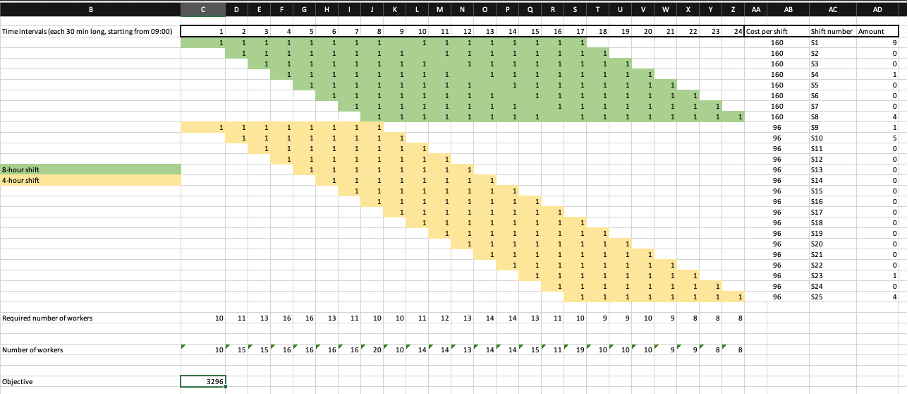 B C D E F G H I J K L M N O P Q R S T U V W X Y Z AA AB AC AD
Time intervals (each 30 min long, starting from 09:00) 1 2 3 4 5 6 7 8 9 10 11 12 13 14 15 16 17 18 19 20 21 22 23 24 Cost per shift Shift number Amount
1 1 1 1 1 1 1 1 1 1 1 1 1 1 1 1 160 S1 9
1 1 1 1 1 1 1 1 1 1 1 1 1 1 1 1 160 S2 0
1 1 1 1 1 1 1 1 1 1 1 1 1 1 1 1 160 S3 0
1 1 1 1 1 1 1 1 1 1 1 1 1 1 1 1 160 S4 1
1 1 1 1 1 1 1 1 1 1 1 1 1 1 1 1 160 S5 0
1 1 1 1 1 1 1 1 1 1 1 1 1 1 1 1 160 S6 0
1 1 1 1 1 1 1 1 1 1 1 1 1 1 1 1 160 S7 0
1 1 1 1 1 1 1 1 1 1 1 1 1 1 1 1 160 S8 4
1 1 1 1 1 1 1 1 96 S9 1
1 1 1 1 1 1 1 1 96 S10 5
1 1 1 1 1 1 1 1 96 S11 0
1 1 1 1 1 1 1 1 96 S12 0
8-hour shift 1 1 1 1 1 1 1 1 96 S13 0
4-hour shift 1 1 1 1 1 1 1 1 96 S14 0
1 1 1 1 1 1 1 1 96 S15 0
1 1 1 1 1 1 1 1 96 S16 0
1 1 1 1 1 1 1 1 96 S17 0
1 1 1 1 1 1 1 1 96 S18 0
1 1 1 1 1 1 1 1 96 S19 0
1 1 1 1 1 1 1 1 96 S20 0
1 1 1 1 1 1 1 1 96 S21 0
1 1 1 1 1 1 1 1 96 S22 0
1 1 1 1 1 1 1 1 96 S23 1
1 1 1 1 1 1 1 1 96 S24 0
1 1 1 1 1 1 1 1 96 S25 4
Required number of workers 10 11 13 16 16 13 11 10 10 11 12 13 14 14 13 11 10 9 9 10 9 8 8 8
Number of workers 10 15 15 16 16 16 16 20 10 14 14 13 14 14 15 11 19 10 10 10 9 9 8 8
Objective 3296